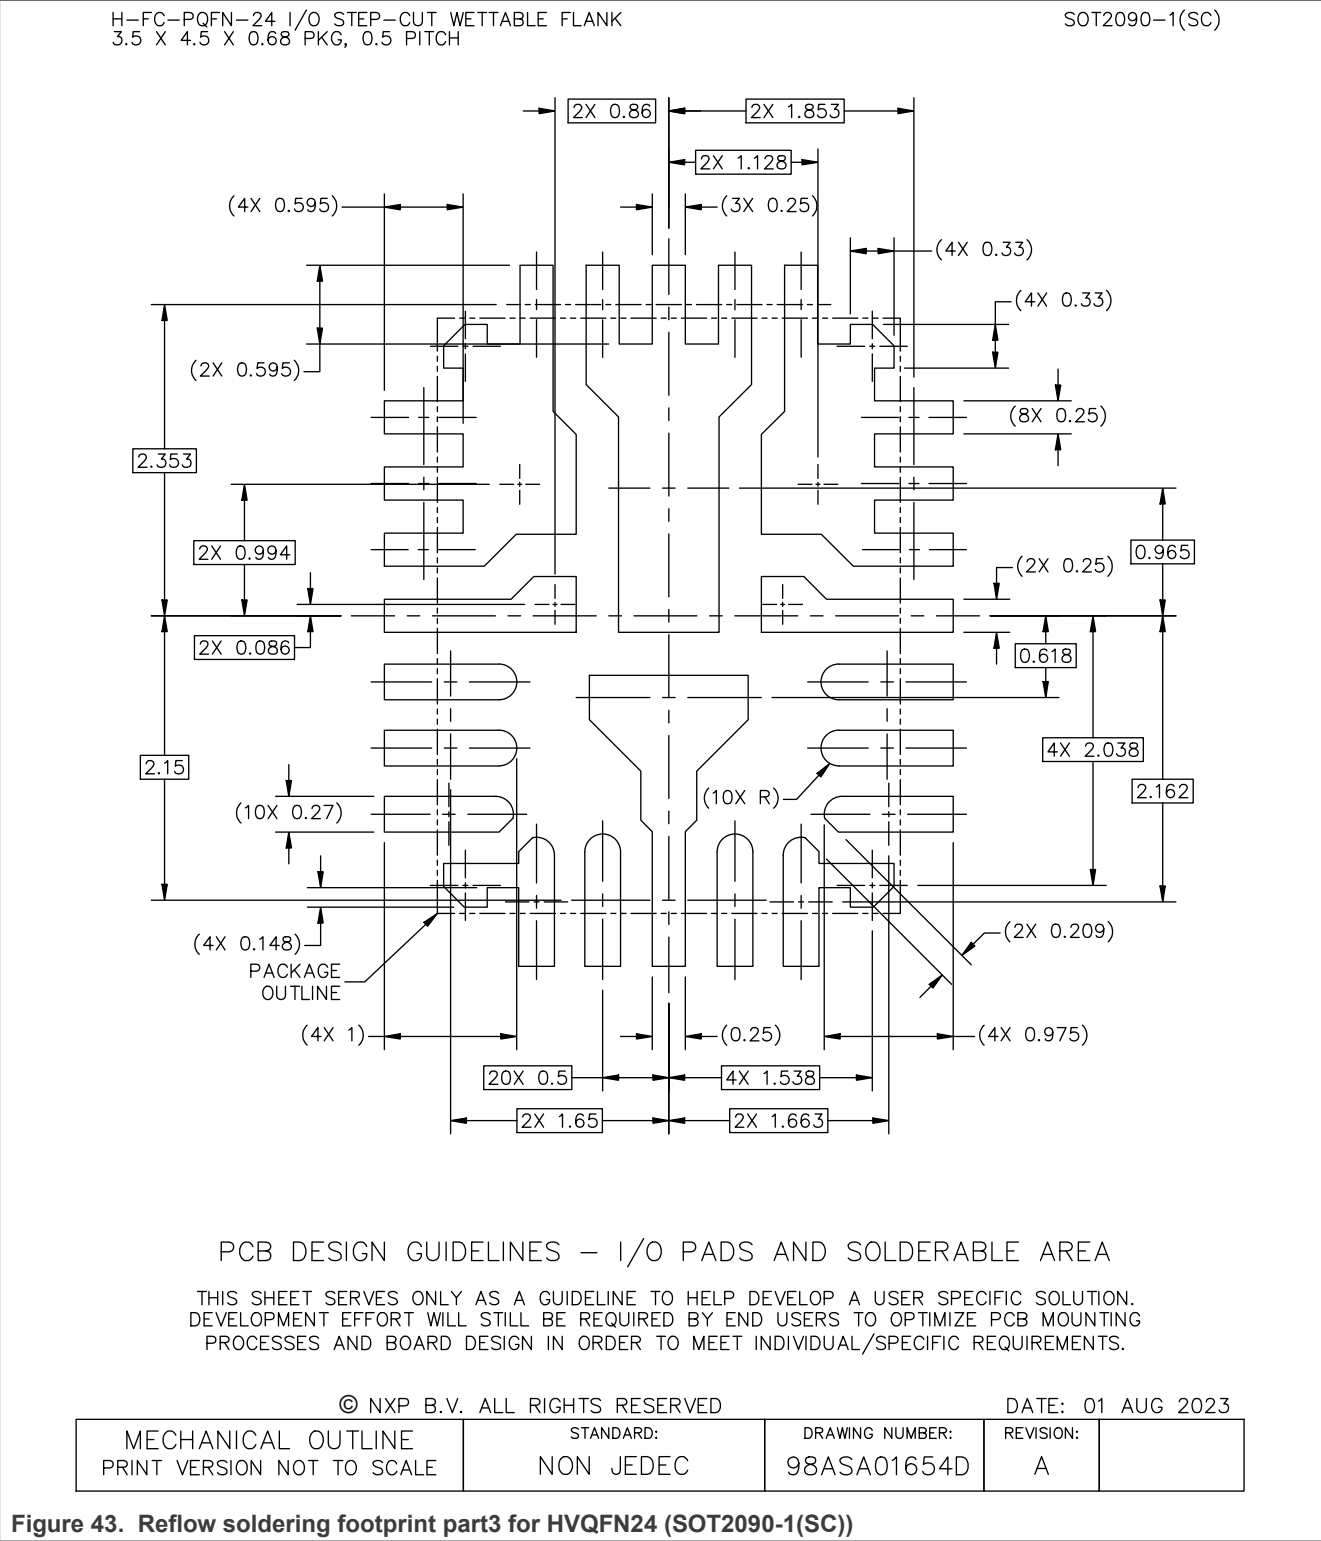 H-FC-PQFN-24 I/O STEP-CUT WETTABLE FLANK
3.5 X 4.5 X 0.68 PKG, 0.5 PITCH
SOT2090-1(SC)
2X 0.86
2X 1.853
2X 1.128
(4X 0.595)
(3X 0.25)
(4X 0.33)
(4X 0.33)
(2X 0.595)
(8X 0.25)
2.353
2X 0.994
0.965
(2X 0.25)
2X 0.086
0.618
4X 2.038
2.15
2.162
(10X R)
(10X 0.27)
(4X 0.148)
(2X 0.209)
PACKAGE
OUTLINE
(4X 1)
(0.25)
(4X 0.975)
20X 0.5
4X 1.538
2X 1.65
2X 1.663
PCB DESIGN GUIDELINES – I/O PADS AND SOLDERABLE AREA
THIS SHEET SERVES ONLY AS A GUIDELINE TO HELP DEVELOP A USER SPECIFIC SOLUTION.
DEVELOPMENT EFFORT WILL STILL BE REQUIRED BY END USERS TO OPTIMIZE PCB MOUNTING
PROCESSES AND BOARD DESIGN IN ORDER TO MEET INDIVIDUAL/SPECIFIC REQUIREMENTS.
© NXP B.V. ALL RIGHTS RESERVED
DATE: 01 AUG 2023
MECHANICAL OUTLINE
PRINT VERSION NOT TO SCALE
STANDARD:
NON JEDEC
DRAWING NUMBER:
98ASA01654D
REVISION:
A
Figure 43. Reflow soldering footprint part3 for HVQFN24 (SOT2090-1(SC))